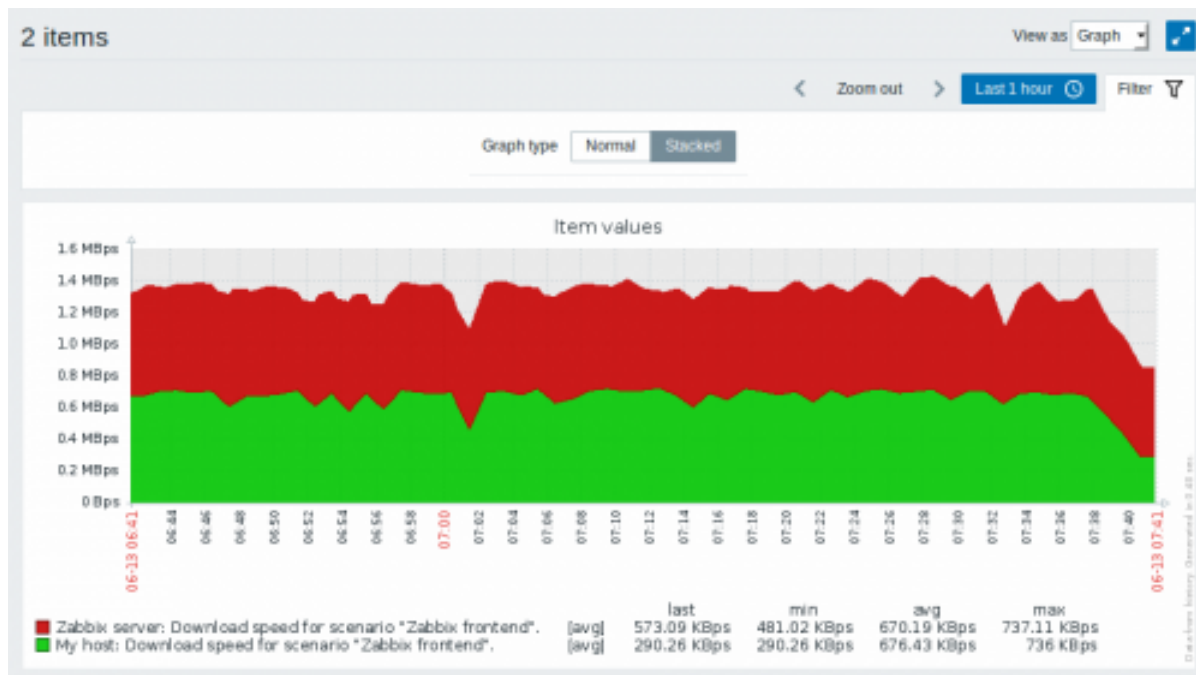 2 items
View as Graph
Zoom out Last 1 hour Filter
Graph type Normal Stacked
Item values
1.6 MBps
1.4 MBps
1.2 MBps
1.0 MBps
0.8 MBps
0.6 MBps
0.4 MBps
0.2 MBps
0 Bps
06-13 06:41 06:44 06:46 06:48 06:50 06:52 06:54 06:56 06:58 07:00 07:02 07:04 07:06 07:08 07:10 07:12 07:14 07:16 07:18 07:20 07:22 07:24 07:26 07:28 07:30 07:32 07:34 07:36 07:38 07:40 06-13 07:41
last min avg max
Zabbix server: Download speed for scenario "Zabbix frontend". [avg] 573.09 KBps 481.02 KBps 670.19 KBps 737.11 KBps
My host: Download speed for scenario "Zabbix frontend". [avg] 290.26 KBps 290.26 KBps 676.43 KBps 736 KBps
Data from history. Generated in